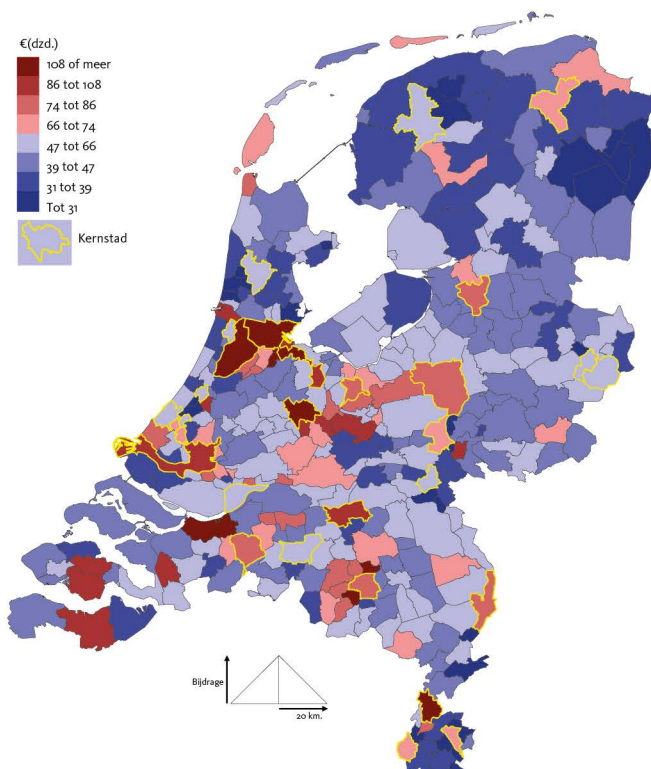 €(dzd.)
108 of meer
86 tot 108
74 tot 86
66 to 74
47 tot 66
39 tot 47
31 tot 39
Tot 31
Kernstad
Bijdrage
20 km.